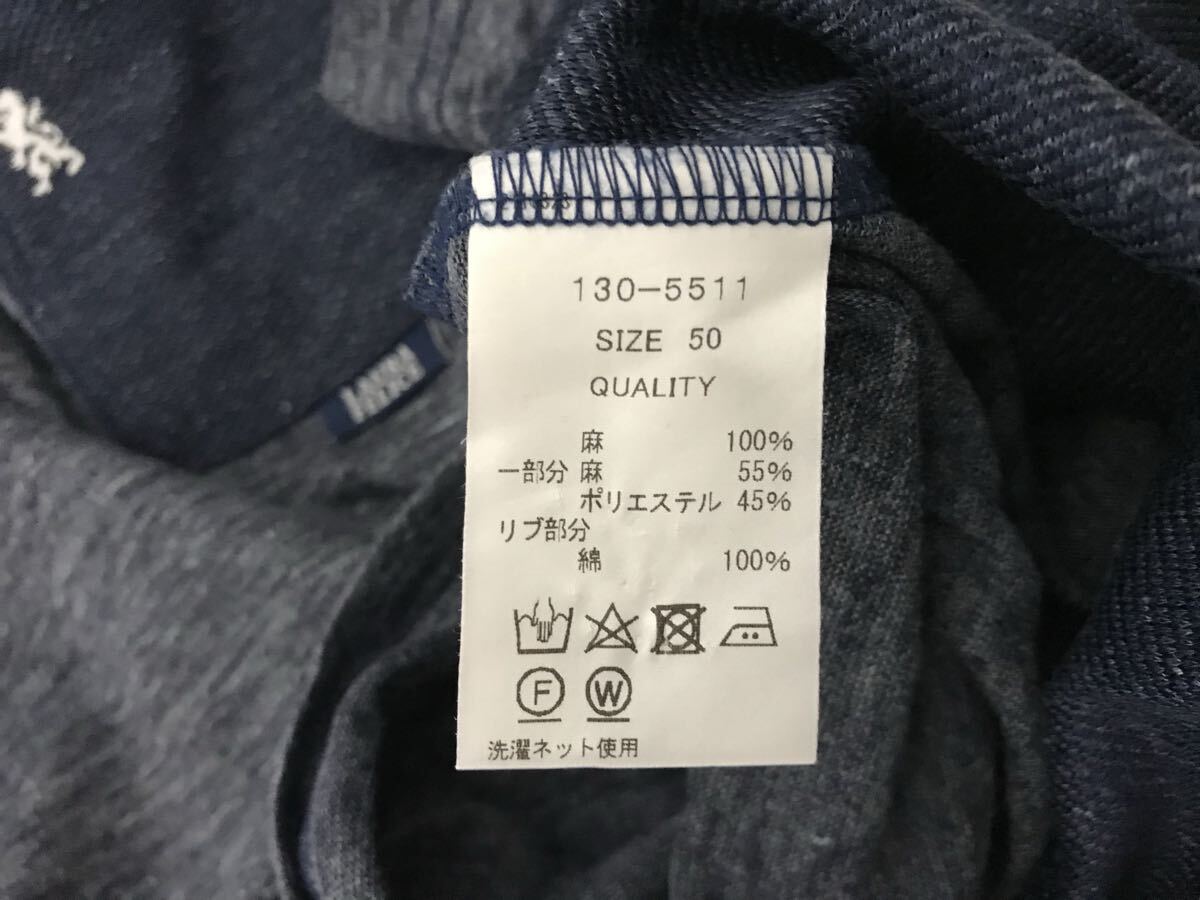 130-5511
SIZE 50
QUALITY
麻 100%
一部分 麻 55%
ポリエステル 45%
リブ部分
綿 100%
F W
洗濯ネット使用